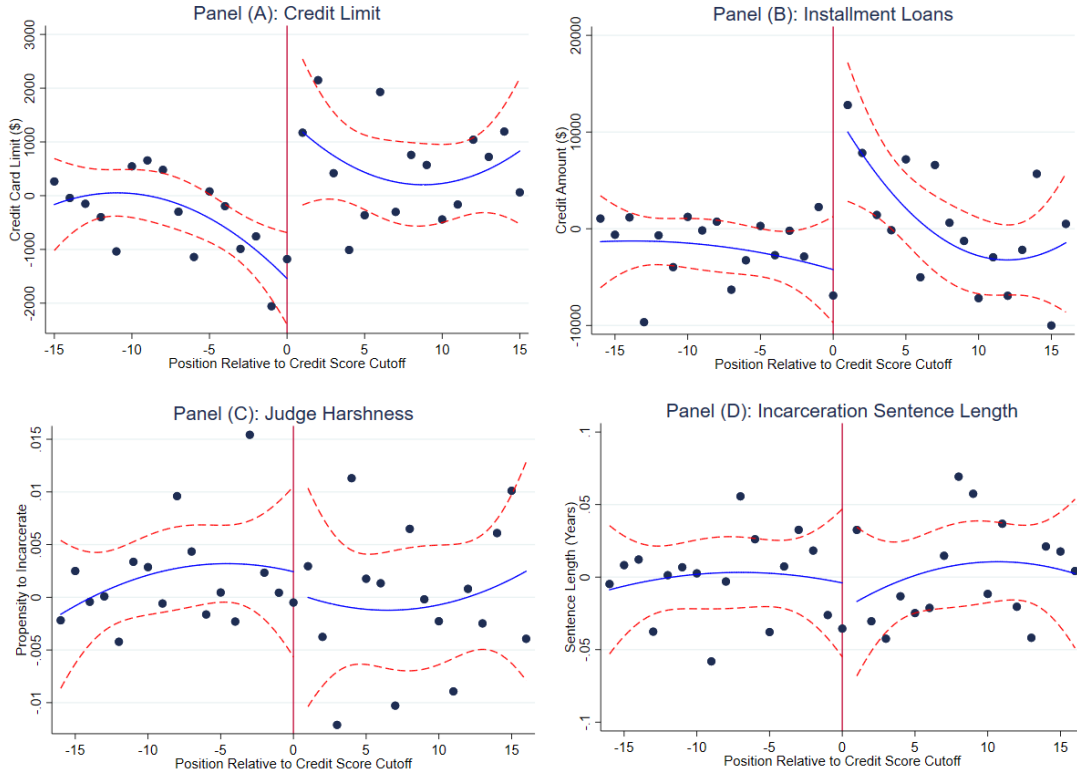 Panel (A): Credit Limit
Credit Card Limit ($)
3000
2000
1000
0
-1000
-2000
-15 -10 -5 0 5 10 15
Position Relative to Credit Score Cutoff
Panel (B): Installment Loans
Credit Amount ($)
20000
10000
0
-10000
-15 -10 -5 0 5 10 15
Position Relative to Credit Score Cutoff
Panel (C): Judge Harshness
Propensity to Incarcerate
.015
.01
.005
0
-.005
-.01
-15 -10 -5 0 5 10 15
Position Relative to Credit Score Cutoff
Panel (D): Incarceration Sentence Length
Sentence Length (Years)
.1
.05
0
-.05
-.1
-15 -10 -5 0 5 10 15
Position Relative to Credit Score Cutoff